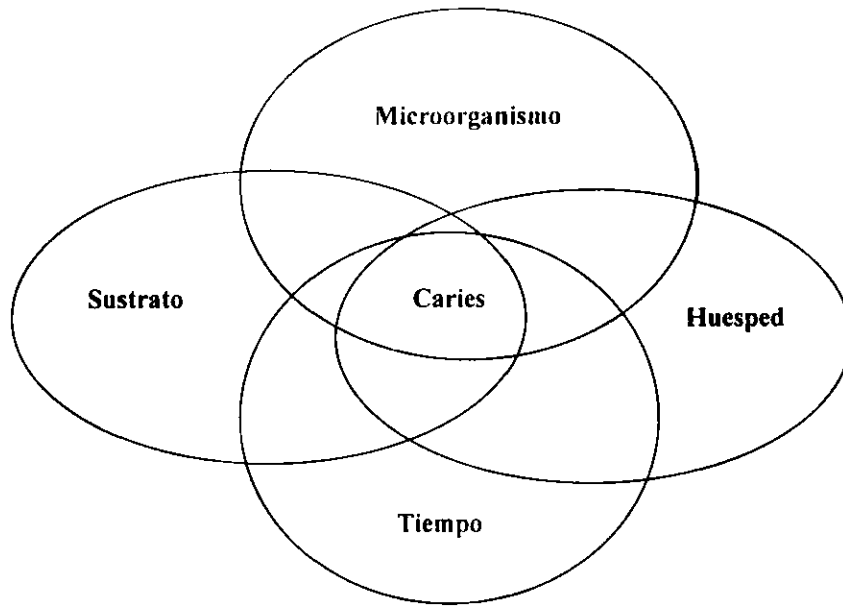 Microorganismo
Sustrato
Caries
Huesped
Tiempo